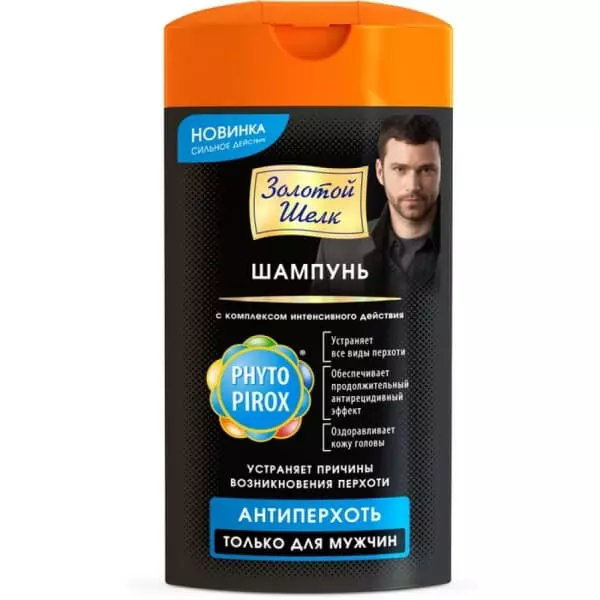 НОВИНКА
СИЛЬНОЕ ДЕЙСТВИЕ
Золотой
Шелк
ШАМПУНЬ
С КОМПЛЕКСОМ ИНТЕНСИВНОГО ДЕЙСТВИЯ
PHYTO
PIROX
®
Устраняет
все виды перхоти
Обеспечивает
продолжительный
антирецидивный
эффект
Оздоравливает
кожу головы
УСТРАНЯЕТ ПРИЧИНЫ
ВОЗНИКНОВЕНИЯ ПЕРХОТИ
АНТИПЕРХОТЬ
ТОЛЬКО ДЛЯ МУЖЧИН